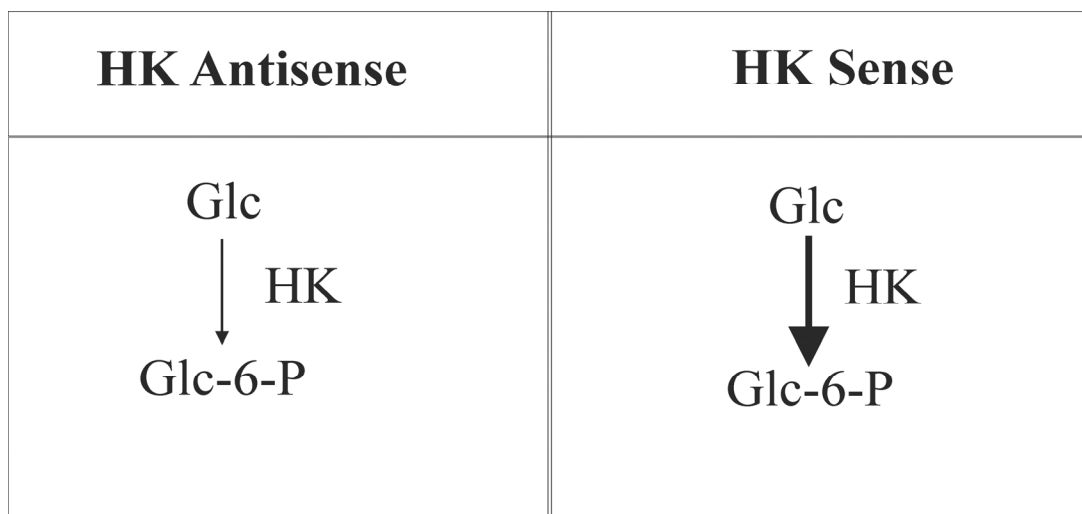 HK Antisense
HK Sense
Glc
HK
Glc-6-P
Glc
HK
Glc-6-P